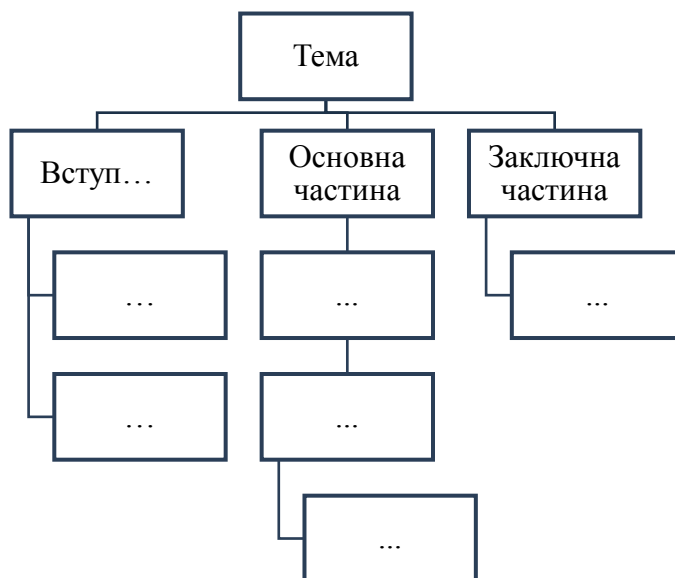 Тема
Вступ…
Основна
частина
Заключна
частина
…
...
...
…
...
...